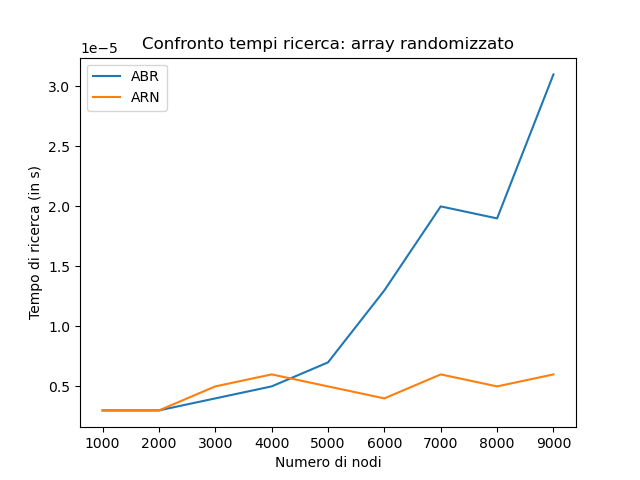 Confronto tempi ricerca: array randomizzato
1e−5
ABR
ARN
Tempo di ricerca (in s)
3.0
2.5
2.0
1.5
1.0
0.5
1000 2000 3000 4000 5000 6000 7000 8000 9000
Numero di nodi